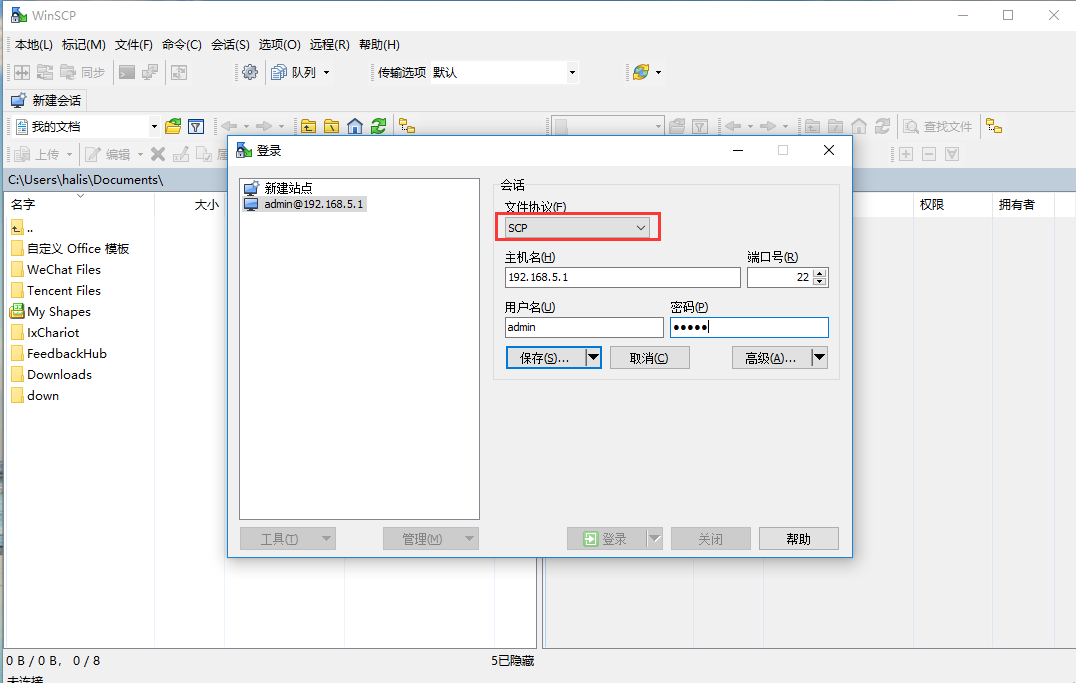 WinSCP
本地(L) 标记(M) 文件(F) 命令(C) 会话(S) 选项(O) 远程(R) 帮助(H)
同步 队列 传输选项 默认
新建会话
我的文档 查找文件
上传 编辑
C:\Users\halis\Documents\
名字 大小 权限 拥有者
..
自定义 Office 模板
WeChat Files
Tencent Files
My Shapes
IxChariot
FeedbackHub
Downloads
down
登录
新建站点
admin@192.168.5.1
会话
文件协议(F)
SCP
主机名(H) 端口号(R)
192.168.5.1 22
用户名(U) 密码(P)
admin ●●●●●
保存(S)... 取消(C) 高级(A)...
工具(T) 管理(M) 登录 关闭 帮助
0 B / 0 B, 0 / 8 5已隐藏
未连接